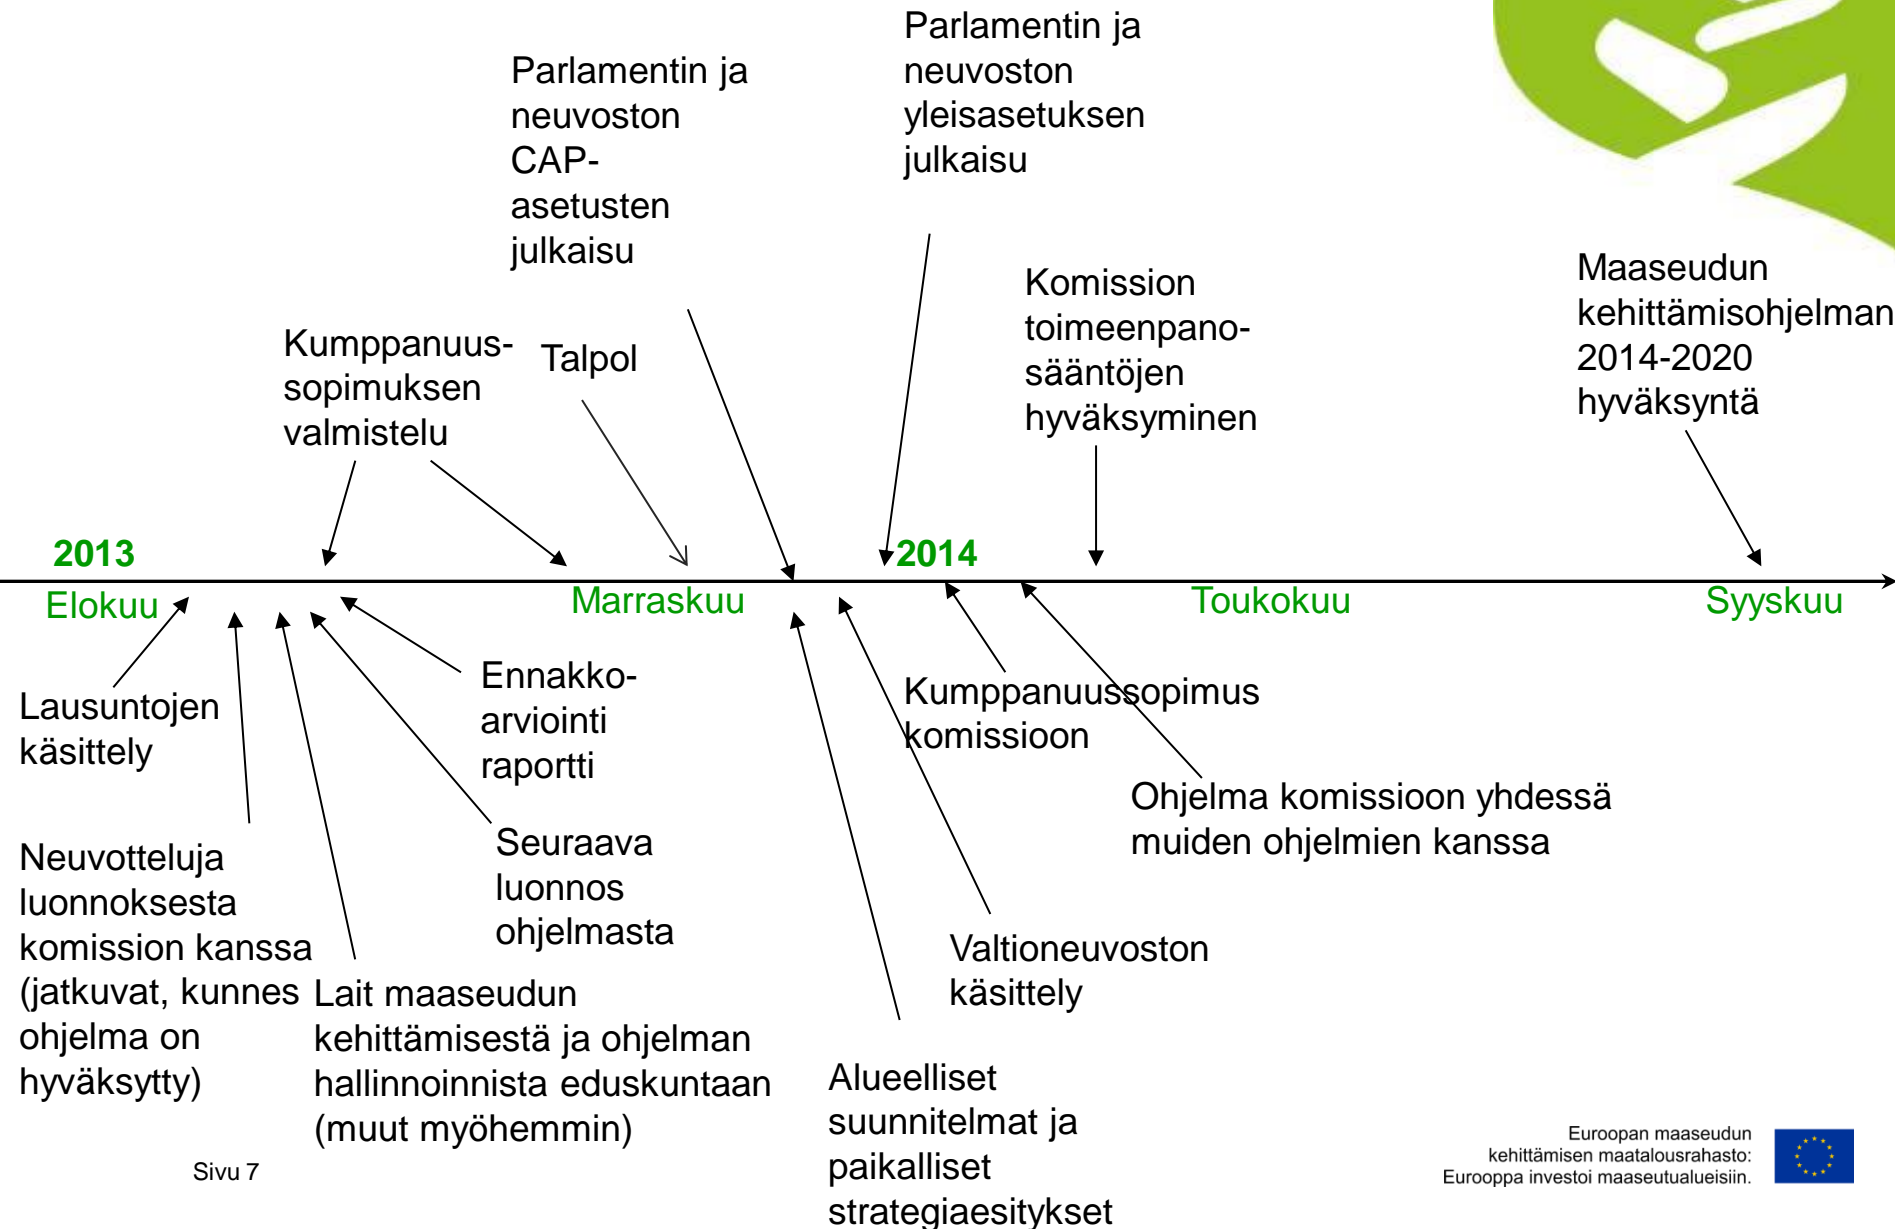 Parlamentin ja
neuvoston
CAP-
asetusten
julkaisu
Parlamentin ja
neuvoston
yleisasetuksen
julkaisu
Kumppanuus-
sopimuksen
valmistelu
Talpol
Komission
toimeenpano-
sääntöjen
hyväksyminen
Maaseudun
kehittämisohjelman
2014-2020
hyväksyntä
2013
2014
Elokuu
Marraskuu
Toukokuu
Syyskuu
Lausuntojen
käsittely
Ennakko-
arviointi
raportti
Kumppanuussopimus
komissioon
Ohjelma komissioon yhdessä
muiden ohjelmien kanssa
Neuvotteluja
luonnoksesta
komission kanssa
(jatkuvat, kunnes
ohjelma on
hyväksytty)
Seuraava
luonnos
ohjelmasta
Lait maaseudun
kehittämisestä ja ohjelman
hallinnoinnista eduskuntaan
(muut myöhemmin)
Valtioneuvoston
käsittely
Alueelliset
suunnitelmat ja
paikalliset
strategiaesitykset
Sivu 7
Euroopan maaseudun
kehittämisen maatalousrahasto:
Eurooppa investoi maaseutualueisiin.